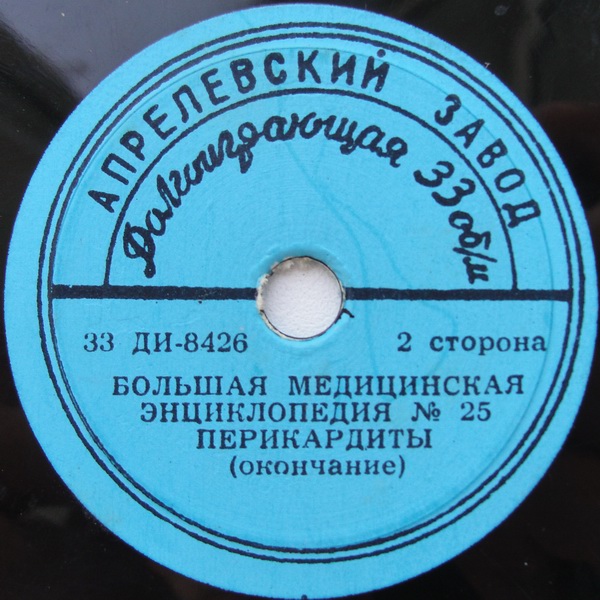 АПРЕЛЕВСКИЙ ЗАВОД
Долгоиграющая 33 об/м
33 ДИ-8426 2 сторона
БОЛЬШАЯ МЕДИЦИНСКАЯ
ЭНЦИКЛОПЕДИЯ № 25
ПЕРИКАРДИТЫ
(окончание)